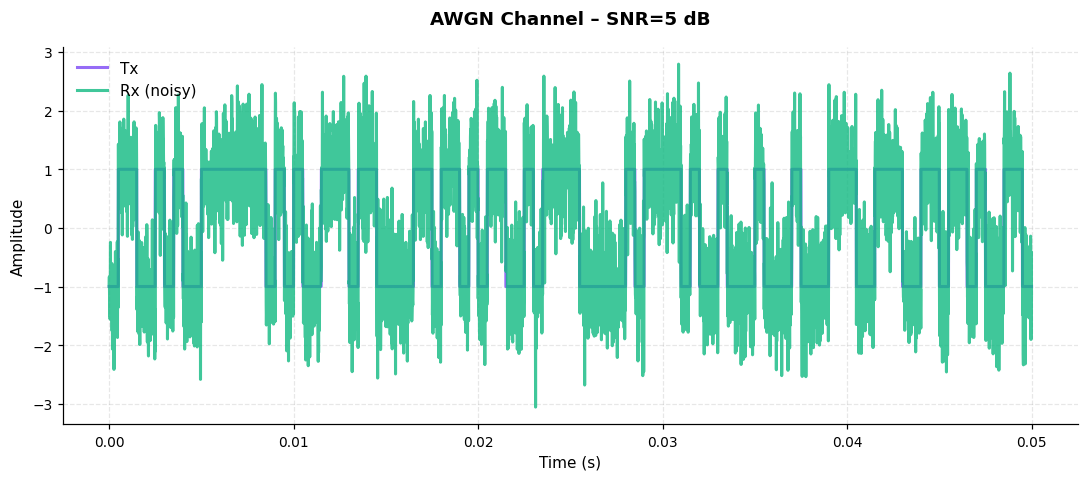 AWGN Channel – SNR=5 dB
Tx
Rx (noisy)
Amplitude
3
2
1
0
−1
−2
−3
0.00 0.01 0.02 0.03 0.04 0.05
Time (s)